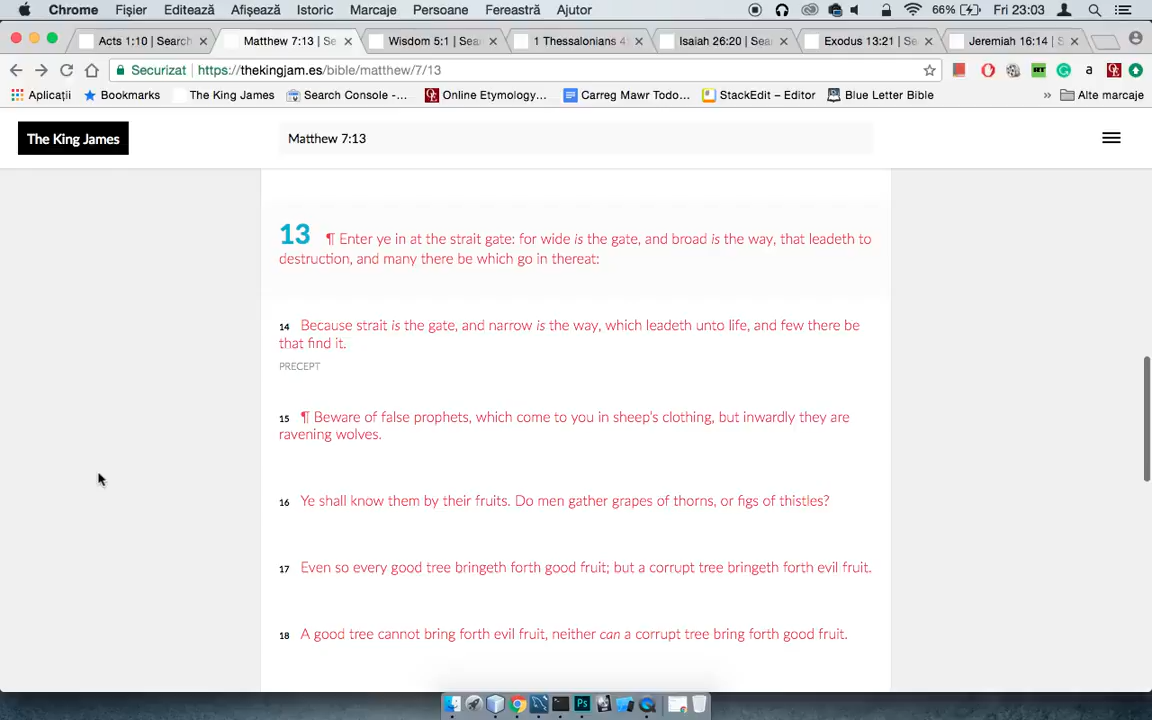 Chrome Fișier Editează Afișează Istoric Marcaje Persoane Fereastră Ajutor 66% Fri 23:03
Acts 1:10 | Search Matthew 7:13 | Se Wisdom 5:1 | Sea 1 Thessalonians 4: Isaiah 26:20 | Sea Exodus 13:21 | Se Jeremiah 16:14 | S
Securizat https://thekingjam.es/bible/matthew/7/13
Aplicații Bookmarks The King James Search Console -... Online Etymology... Carreg Mawr Todo... StackEdit – Editor Blue Letter Bible » Alte marcaje
The King James Matthew 7:13
13 ¶ Enter ye in at the strait gate: for wide is the gate, and broad is the way, that leadeth to
destruction, and many there be which go in thereat:
14 Because strait is the gate, and narrow is the way, which leadeth unto life, and few there be
that find it.
PRECEPT
15 ¶ Beware of false prophets, which come to you in sheep's clothing, but inwardly they are
ravening wolves.
16 Ye shall know them by their fruits. Do men gather grapes of thorns, or figs of thistles?
17 Even so every good tree bringeth forth good fruit; but a corrupt tree bringeth forth evil fruit.
18 A good tree cannot bring forth evil fruit, neither can a corrupt tree bring forth good fruit.
Ps